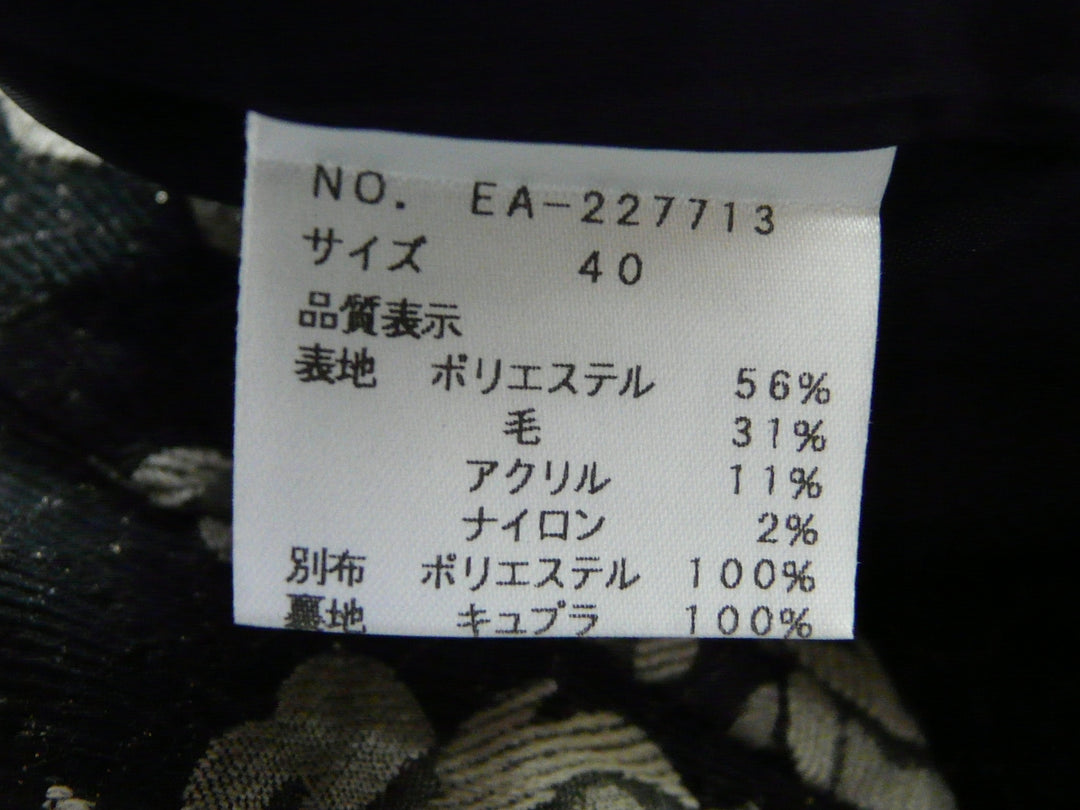 NO. EA-227713
サイズ 40
品質表示
表地 ポリエステル 56%
毛 31%
アクリル 11%
ナイロン 2%
別布 ポリエステル 100%
裏地 キュプラ 100%